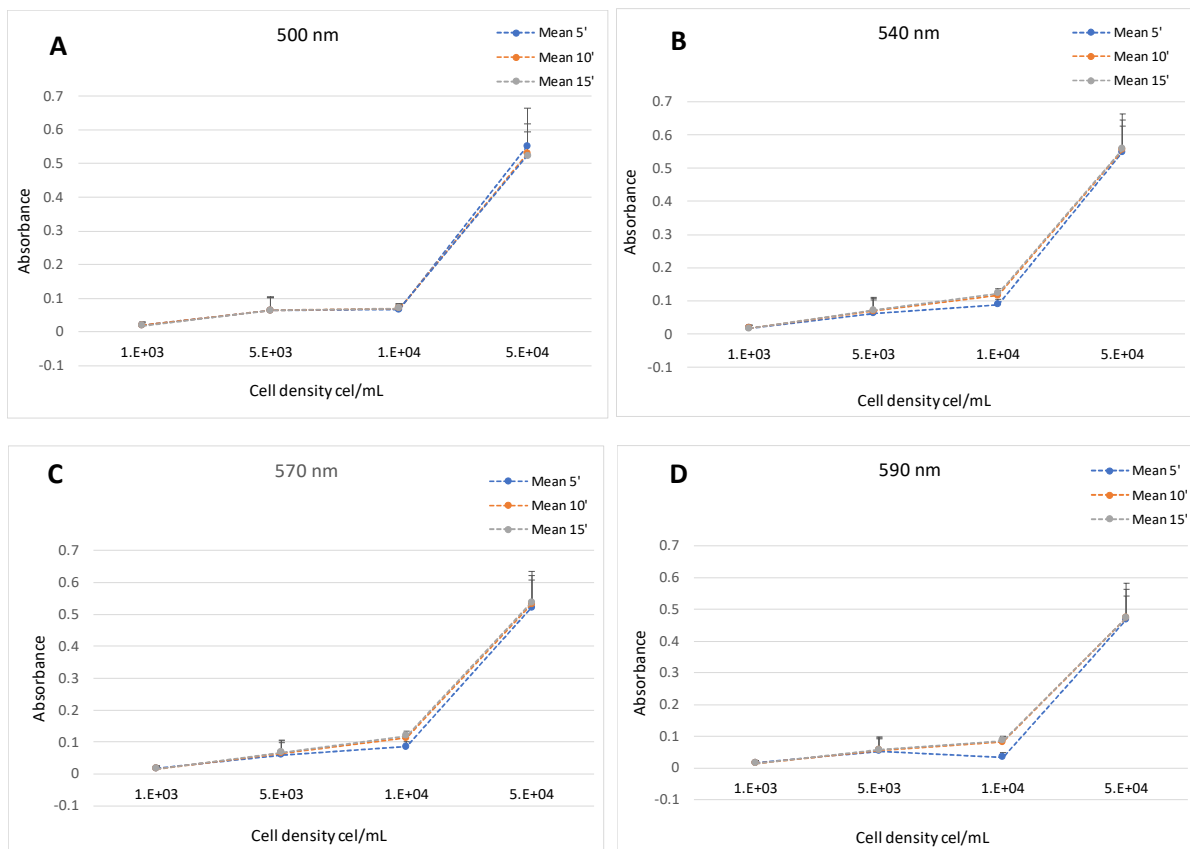 A
500 nm
Mean 5'
Mean 10'
Mean 15'
0.7
0.6
0.5
0.4
0.3
0.2
0.1
0
-0.1
Absorbance
1.E+03 5.E+03 1.E+04 5.E+04
Cell density cel/mL
B
540 nm
Mean 5'
Mean 10'
Mean 15'
0.7
0.6
0.5
0.4
0.3
0.2
0.1
0
-0.1
Absorbance
1.E+03 5.E+03 1.E+04 5.E+04
Cell density cel/mL
C
570 nm
Mean 5'
Mean 10'
Mean 15'
0.7
0.6
0.5
0.4
0.3
0.2
0.1
0
-0.1
Absorbance
1.E+03 5.E+03 1.E+04 5.E+04
Cell density cel/mL
D
590 nm
Mean 5'
Mean 10'
Mean 15'
0.7
0.6
0.5
0.4
0.3
0.2
0.1
0
-0.1
Absorbance
1.E+03 5.E+03 1.E+04 5.E+04
Cell density cel/mL